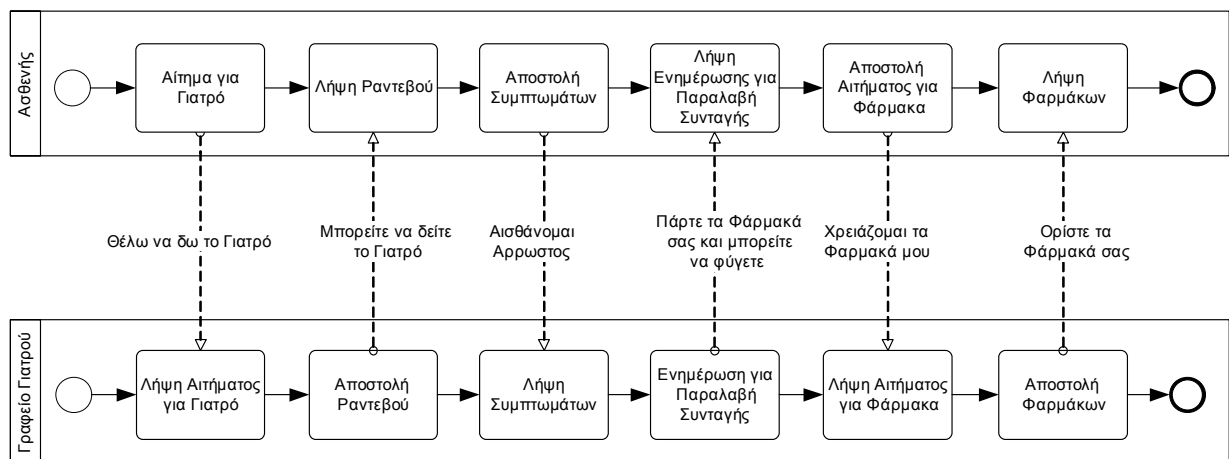 Ασθενής
Αίτημα για
Γιατρό
Λήψη Ραντεβού
Αποστολή
Συμπτωμάτων
Λήψη
Ενημέρωσης για
Παραλαβή
Συνταγής
Αποστολή
Αιτήματος για
Φάρμακα
Λήψη
Φαρμάκων
Θέλω να δω το Γιατρό
Μπορείτε να δείτε
το Γιατρό
Αισθάνομαι
Αρρωστος
Πάρτε τα Φάρμακά
σας και μπορείτε
να φύγετε
Χρειάζομαι τα
Φαρμακά μου
Ορίστε τα
Φάρμακά σας
Γραφείο Γιατρού
Λήψη Αιτήματος
για Γιατρό
Αποστολή
Ραντεβού
Λήψη
Συμπτωμάτων
Ενημέρωση για
Παραλαβή
Συνταγής
Λήψη Αιτήματος
για Φάρμακα
Αποστολή
Φαρμάκων